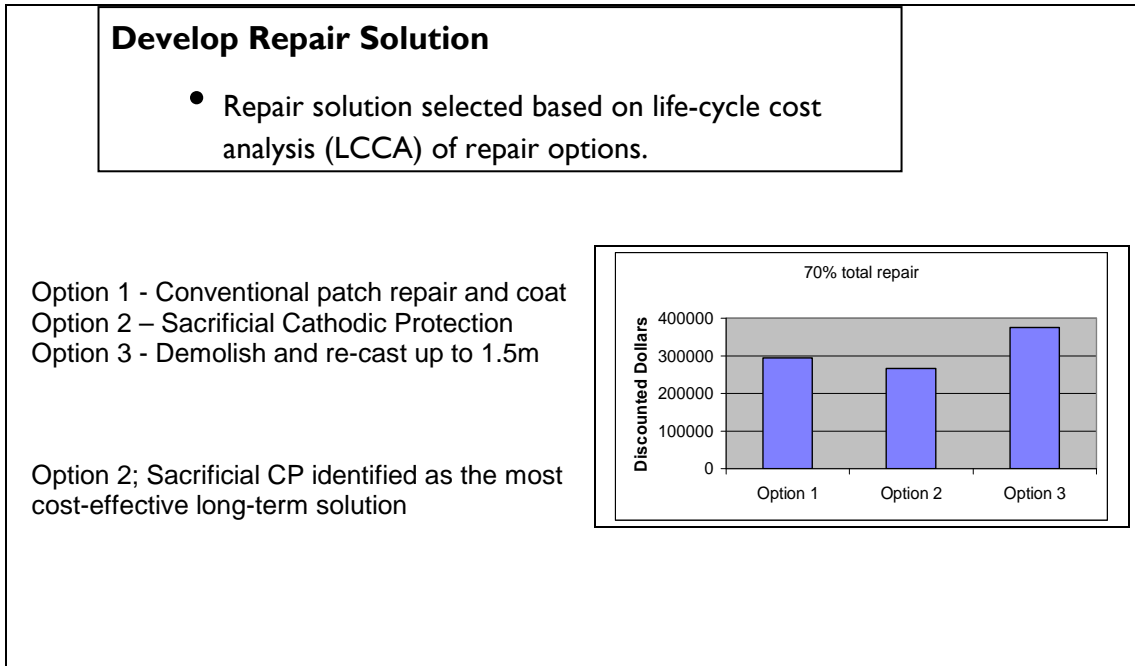 Develop Repair Solution
• Repair solution selected based on life-cycle cost
analysis (LCCA) of repair options.
Option 1 - Conventional patch repair and coat
Option 2 – Sacrificial Cathodic Protection
Option 3 - Demolish and re-cast up to 1.5m
Option 2; Sacrificial CP identified as the most
cost-effective long-term solution
70% total repair
Discounted Dollars
400000
300000
200000
100000
0
Option 1 Option 2 Option 3